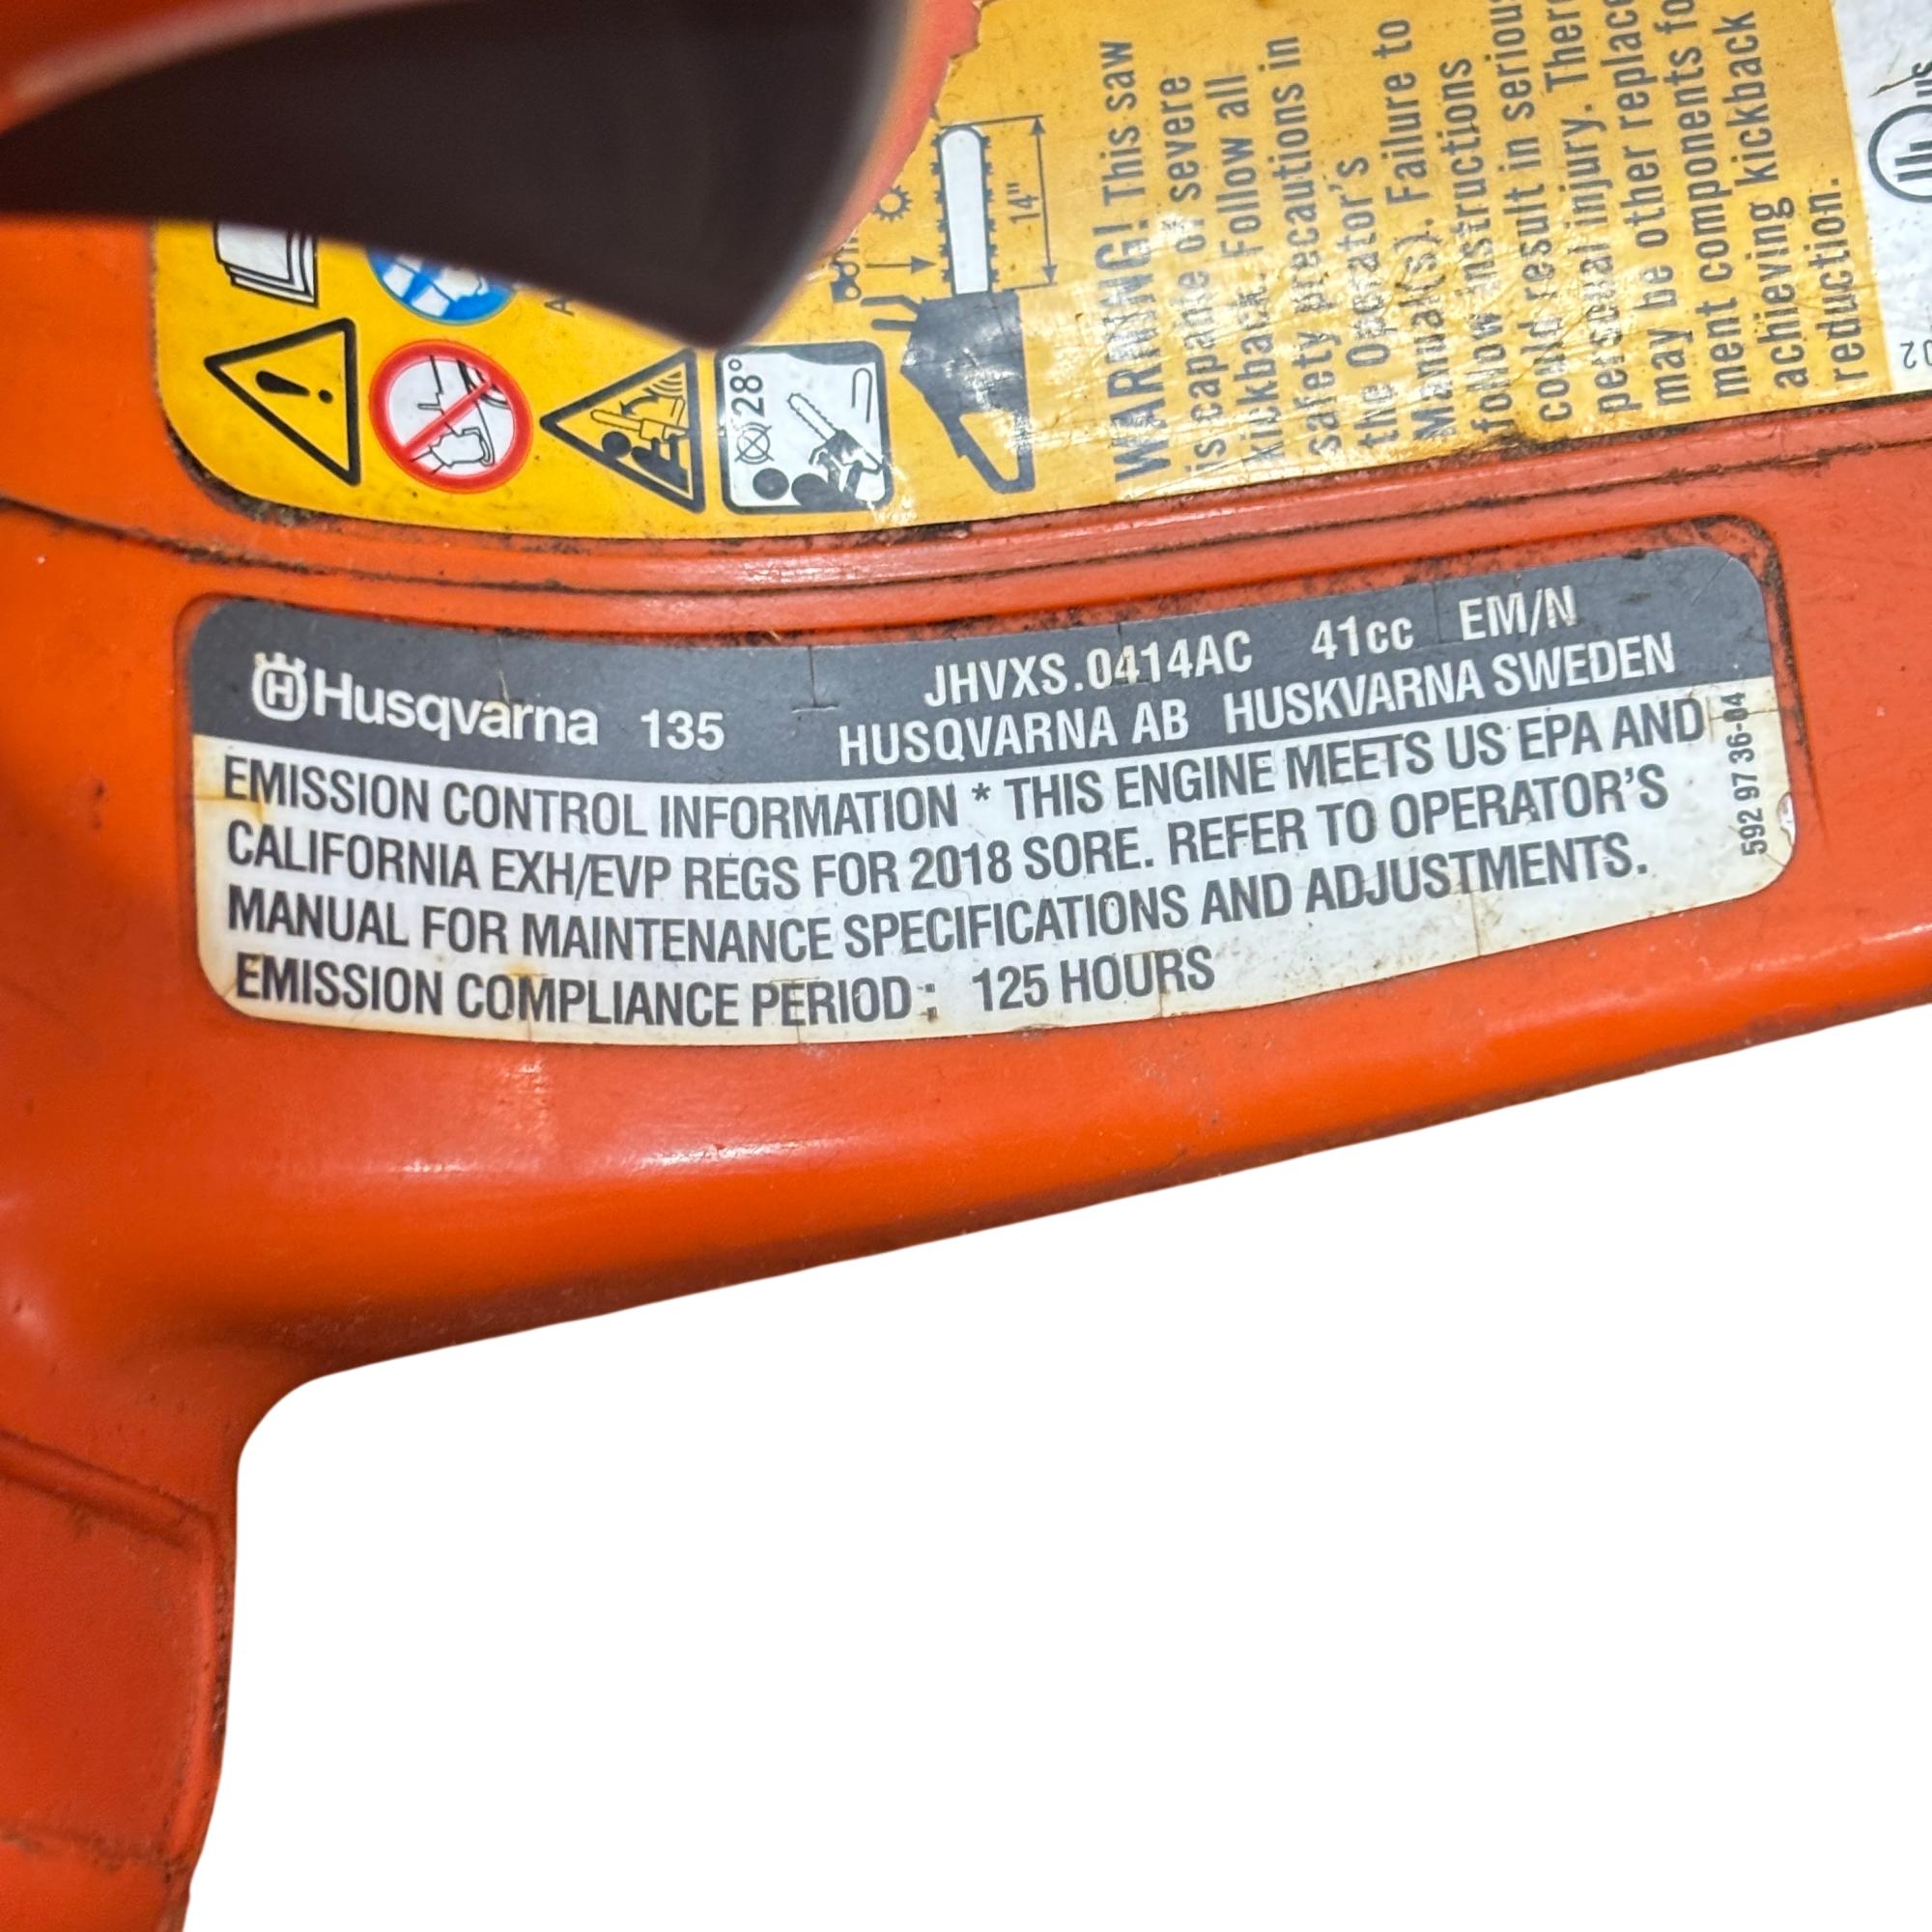 WARNING! This saw
is capable of severe
kickback. Follow all
safety precautions in
the Operator's
Manual(s). Failure to
follow instructions
could result in serious
personal injury. There
may be other replace
ment components for
achieving kickback
reduction.
14"
28°
Husqvarna 135
JHVXS.0414AC 41cc EM/N
HUSQVARNA AB HUSKVARNA SWEDEN
EMISSION CONTROL INFORMATION * THIS ENGINE MEETS US EPA AND
CALIFORNIA EXH/EVP REGS FOR 2018 SORE. REFER TO OPERATOR'S
MANUAL FOR MAINTENANCE SPECIFICATIONS AND ADJUSTMENTS.
EMISSION COMPLIANCE PERIOD: 125 HOURS
592 97 36-04